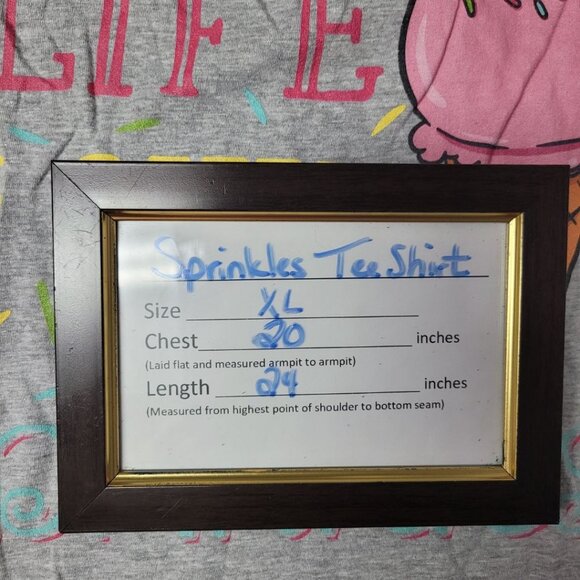 LIFE
Sprinkles Tee Shirt
Size XL
Chest 20 inches
(Laid flat and measured armpit to armpit)
Length 24 inches
(Measured from highest point of shoulder to bottom seam)